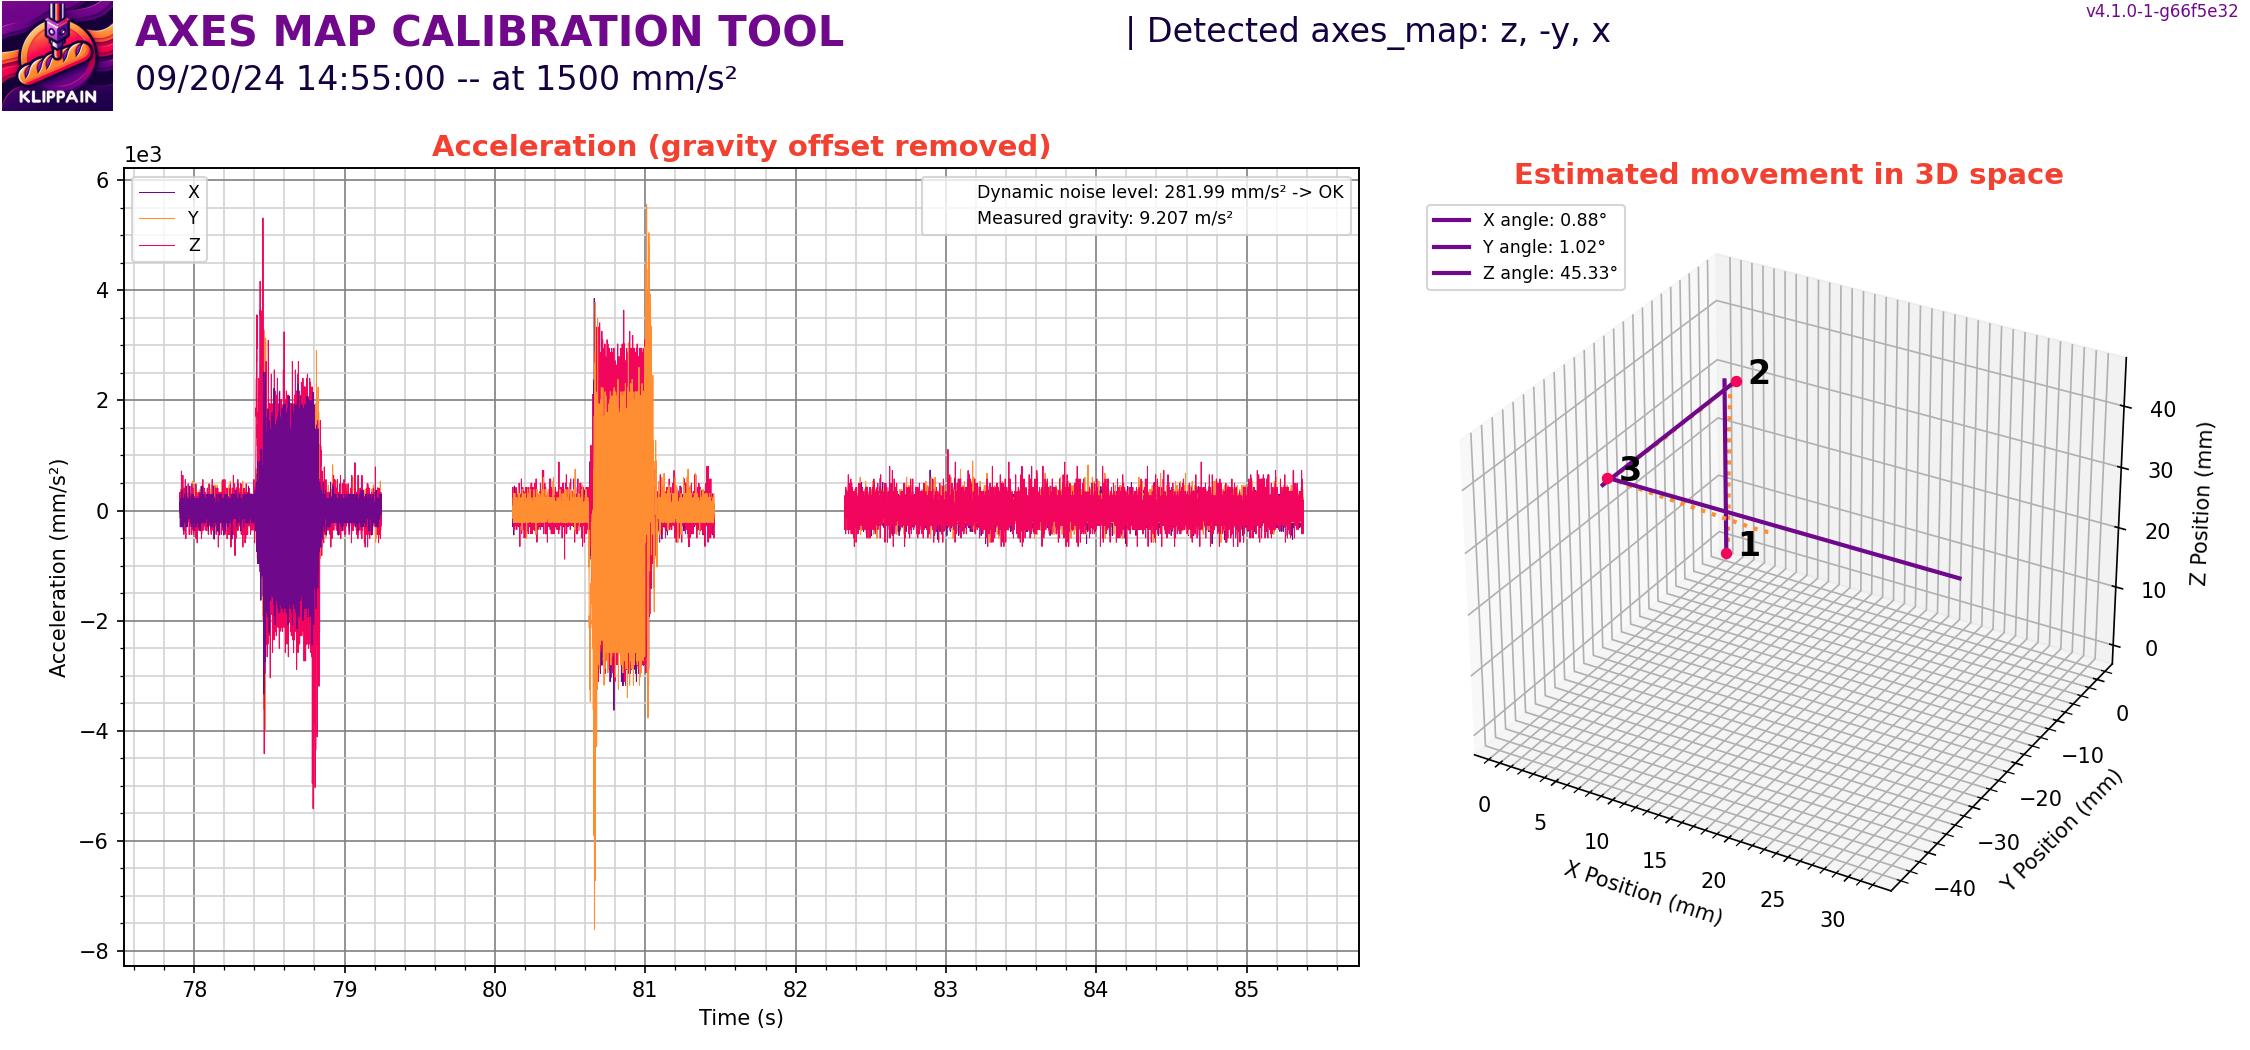 AXES MAP CALIBRATION TOOL
| Detected axes_map: z, -y, x
v4.1.0-1-g66f5e32
09/20/24 14:55:00 -- at 1500 mm/s²
KLIPPAIN
Acceleration (gravity offset removed)
1e3
X
Y
Z
Dynamic noise level: 281.99 mm/s² -> OK
Measured gravity: 9.207 m/s²
6
4
2
0
−2
−4
−6
−8
Acceleration (mm/s²)
78 79 80 81 82 83 84 85
Time (s)
Estimated movement in 3D space
X angle: 0.88°
Y angle: 1.02°
Z angle: 45.33°
2
3
1
40
30
20
10
0
Z Position (mm)
0
−10
−20
−30
−40
Y Position (mm)
0
5
10
15
20
25
30
X Position (mm)